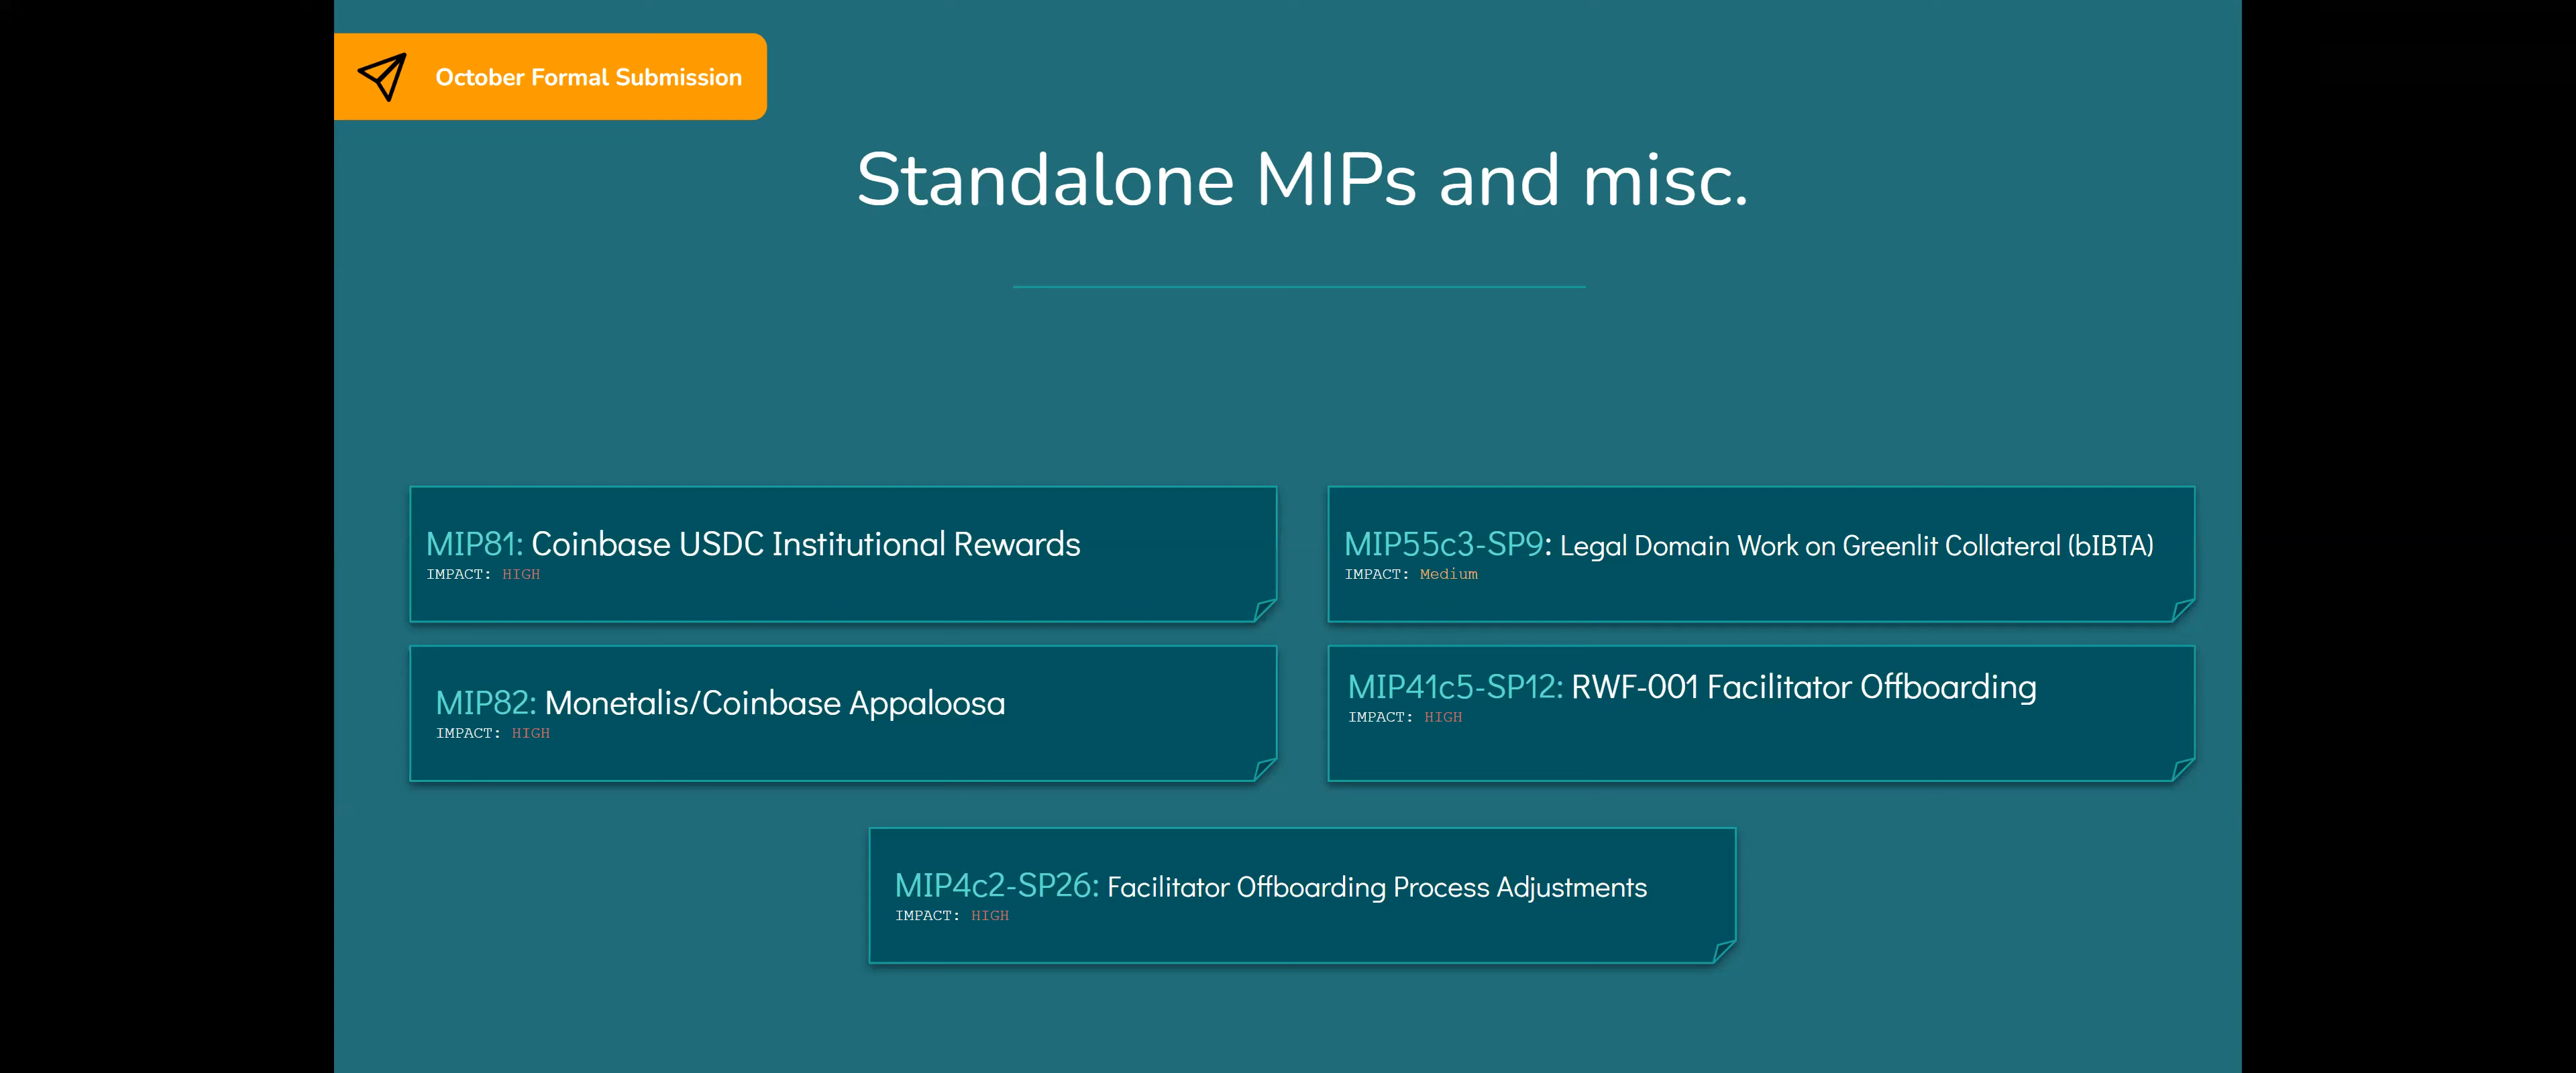 October Formal Submission
Standalone MIPs and misc.
MIP81: Coinbase USDC Institutional Rewards
IMPACT: HIGH
MIP55c3-SP9: Legal Domain Work on Greenlit Collateral (bIBTA)
IMPACT: Medium
MIP82: Monetalis/Coinbase Appaloosa
IMPACT: HIGH
MIP41c5-SP12: RWF-001 Facilitator Offboarding
IMPACT: HIGH
MIP4c2-SP26: Facilitator Offboarding Process Adjustments
IMPACT: HIGH